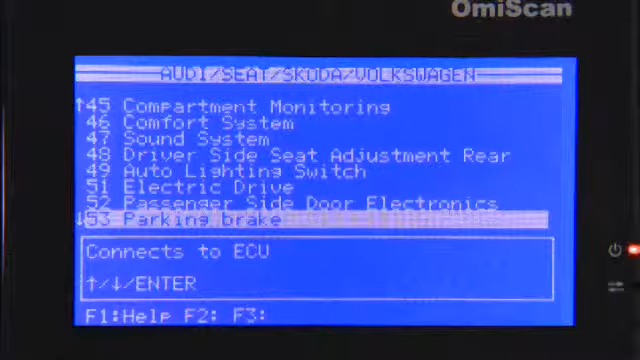 OmiScan
AUDI/SEAT/SKODA/VOLKSWAGEN
↑45 Compartment Monitoring
46 Comfort System
47 Sound System
48 Driver Side Seat Adjustment Rear
49 Auto Lighting Switch
51 Electric Drive
52 Passenger Side Door Electronics
↓53 Parking brake
Connects to ECU
↑/↓/ENTER
F1:Help F2: F3: